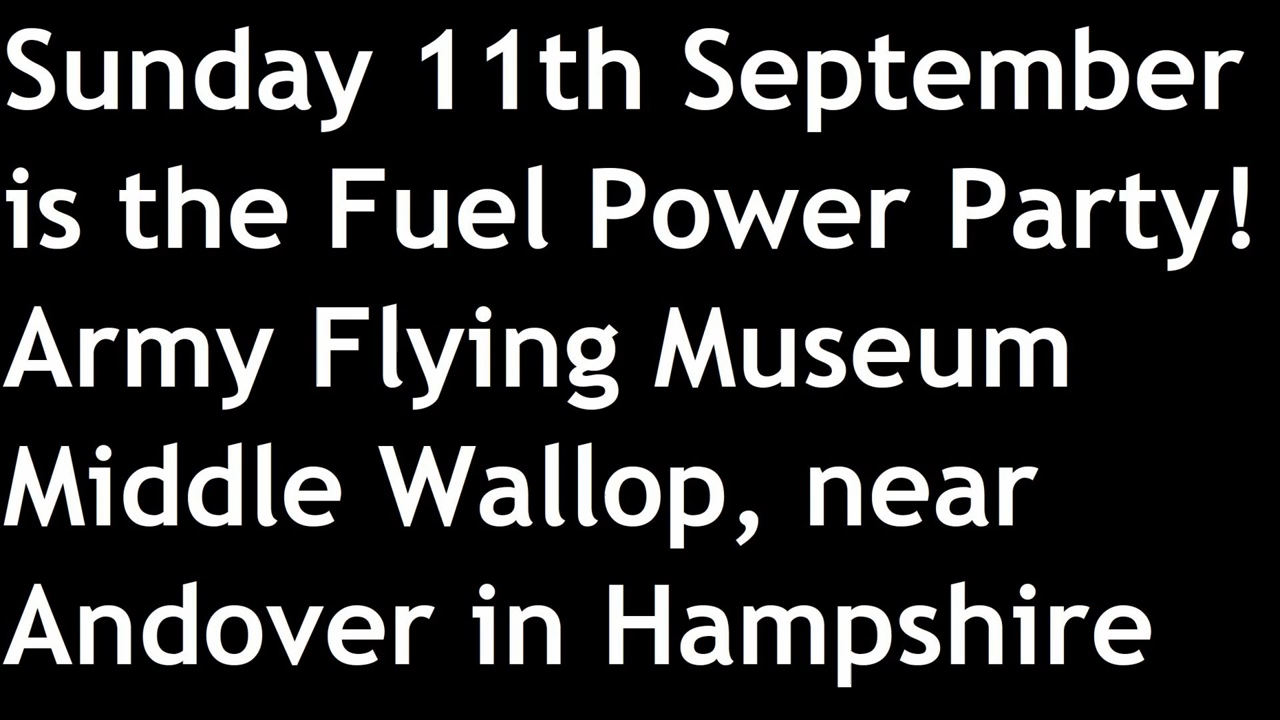 Sunday 11th September
is the Fuel Power Party!
Army Flying Museum
Middle Wallop, near
Andover in Hampshire